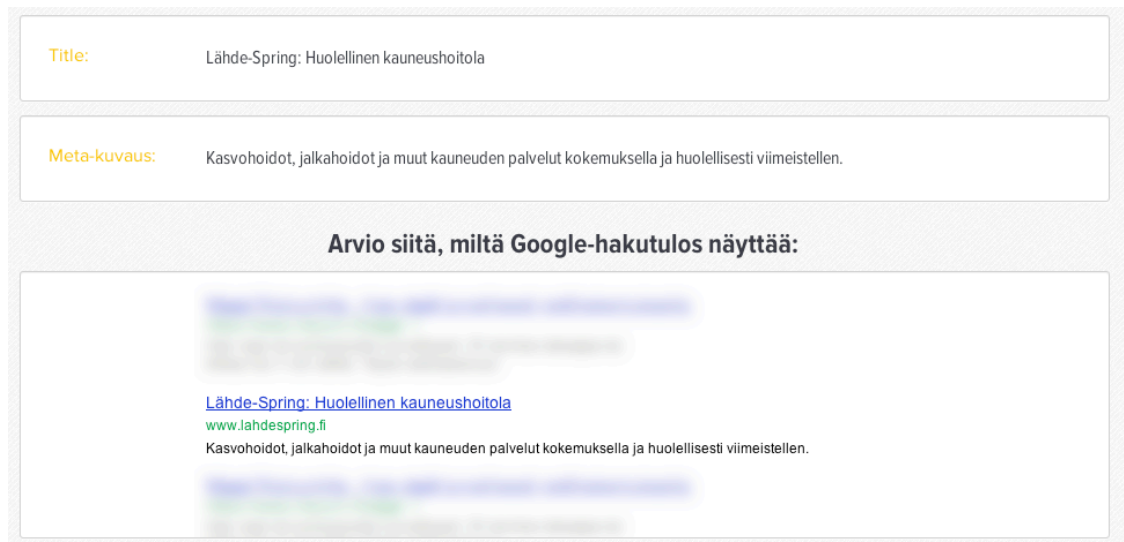 Title: Lähde-Spring: Huolellinen kauneushoitola
Meta-kuvaus: Kasvohoidot, jalkahoidot ja muut kauneuden palvelut kokemuksella ja huolellisesti viimeistellen.
Arvio siitä, miltä Google-hakutulos näyttää:
Lähde-Spring: Huolellinen kauneushoitola
www.lahdespring.fi
Kasvohoidot, jalkahoidot ja muut kauneuden palvelut kokemuksella ja huolellisesti viimeistellen.